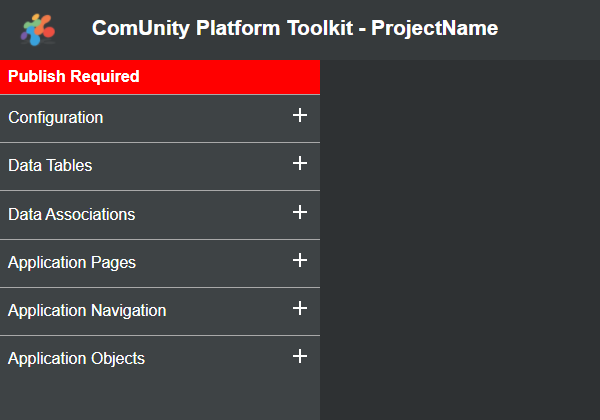 ComUnity Platform Toolkit - ProjectName
Publish Required
Configuration
Data Tables
Data Associations
Application Pages
Application Navigation
Application Objects